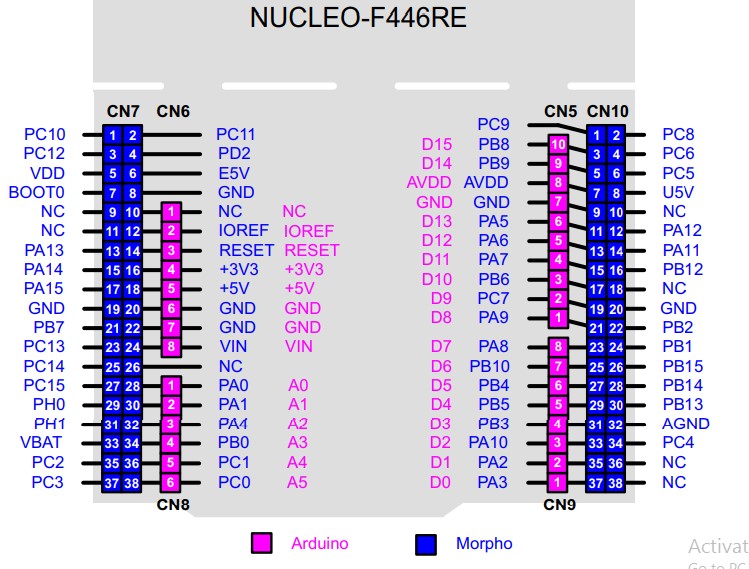 NUCLEO-F446RE
CN7 CN6 CN5 CN10
PC9
PC10 1 2 PC11 1 2 PC8
PC12 3 4 PD2 D15 PB8 10 3 4 PC6
VDD 5 6 E5V D14 PB9 9 5 6 PC5
BOOT0 7 8 GND AVDD AVDD 8 7 8 U5V
NC 9 10 1 NC NC GND GND 7 9 10 NC
NC 11 12 2 IOREF IOREF D13 PA5 6 11 12 PA12
PA13 13 14 3 RESET RESET D12 PA6 5 13 14 PA11
PA14 15 16 4 +3V3 +3V3 D11 PA7 4 15 16 PB12
PA15 17 18 5 +5V +5V D10 PB6 3 17 18 NC
GND 19 20 6 GND GND D9 PC7 2 19 20 GND
PB7 21 22 7 GND GND D8 PA9 1 21 22 PB2
PC13 23 24 8 VIN VIN D7 PA8 8 23 24 PB1
PC14 25 26 NC D6 PB10 7 25 26 PB15
PC15 27 28 1 PA0 A0 D5 PB4 6 27 28 PB14
PH0 29 30 2 PA1 A1 D4 PB5 5 29 30 PB13
PH1 31 32 3 PA4 A2 D3 PB3 4 31 32 AGND
VBAT 33 34 4 PB0 A3 D2 PA10 3 33 34 PC4
PC2 35 36 5 PC1 A4 D1 PA2 2 35 36 NC
PC3 37 38 6 PC0 A5 D0 PA3 1 37 38 NC
CN8 CN9
Arduino Morpho
Activat